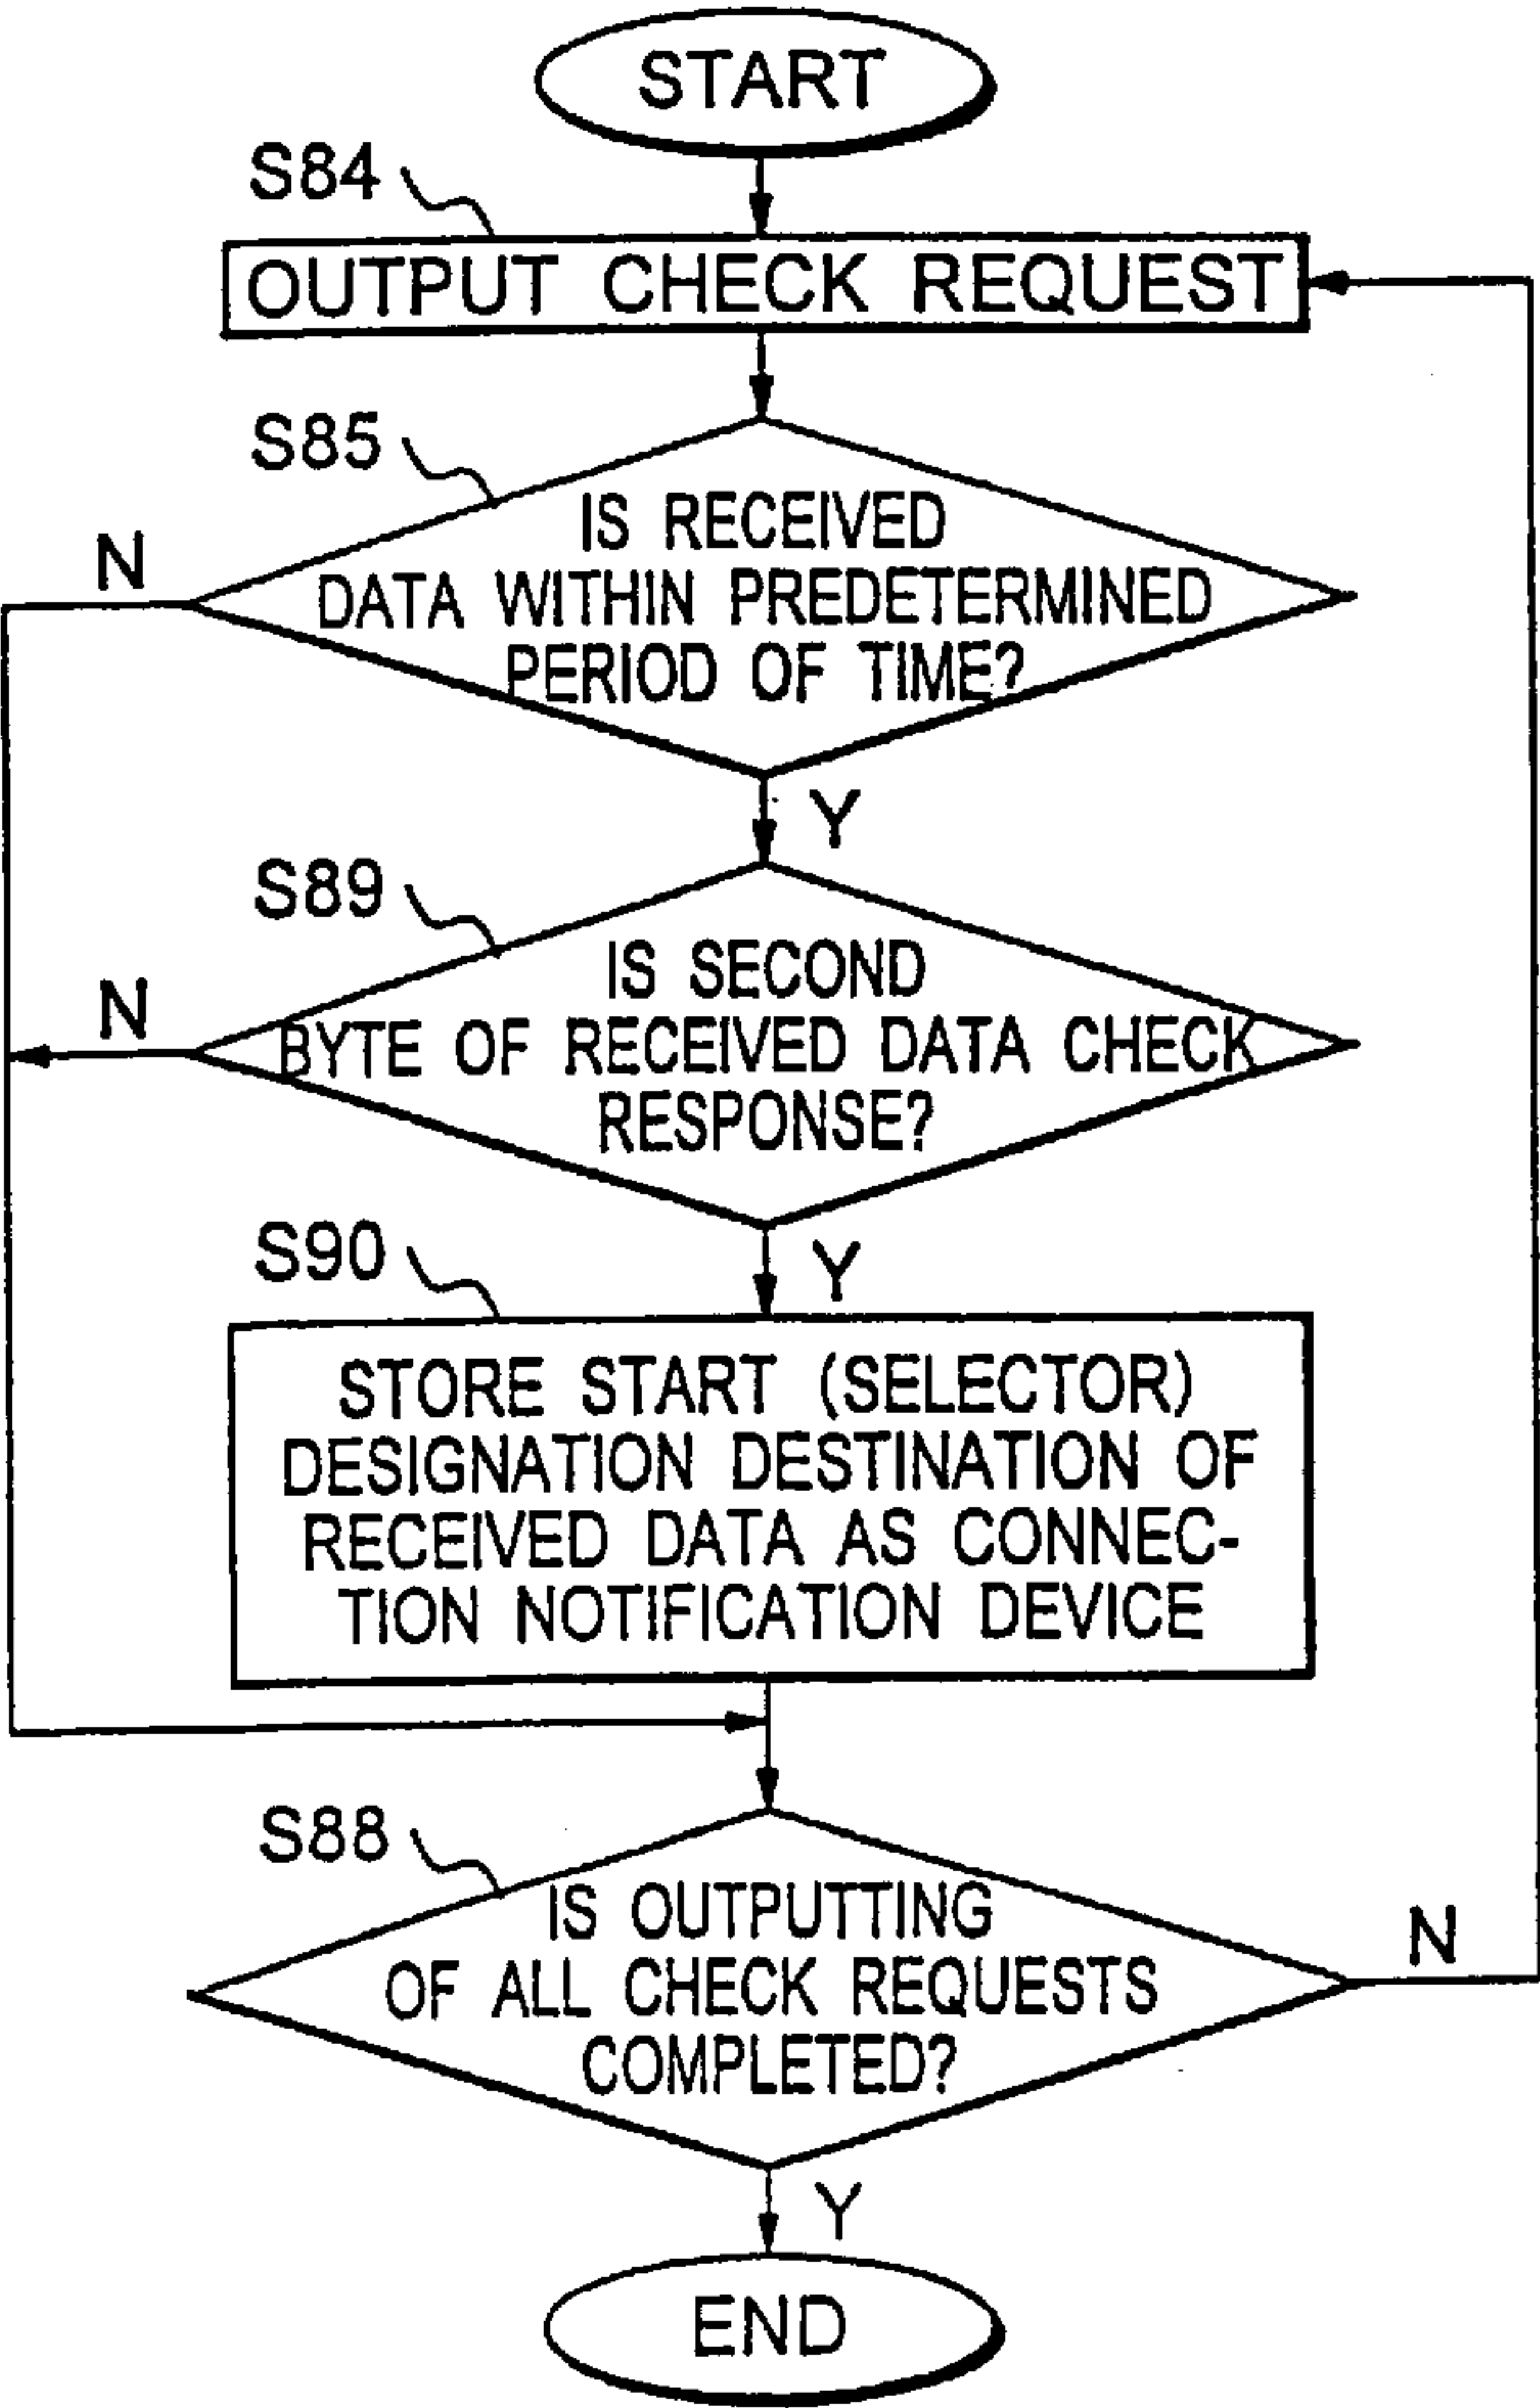 START
S84
OUTPUT CHECK REQUEST
S85
IS RECEIVED
N
DATA WITHIN PREDETERMINED
PERIOD OF TIME?
Y
S89
IS SECOND
N
BYTE OF RECEIVED DATA CHECK
RESPONSE?
S90
Y
STORE START (SELECTOR)
DESIGNATION DESTINATION OF
RECEIVED DATA AS CONNEC-
TION NOTIFICATION DEVICE
S88
IS OUTPUTTING
N
OF ALL CHECK REQUESTS
COMPLETED?
Y
END